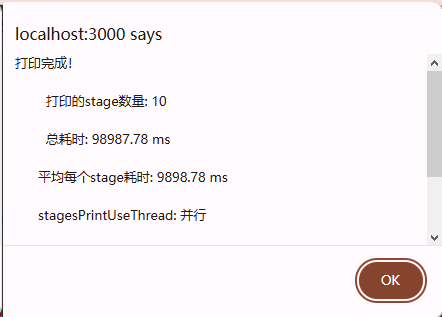 localhost:3000 says
打印完成！
打印的stage数量: 10
总耗时: 98987.78 ms
平均每个stage耗时: 9898.78 ms
stagesPrintUseThread: 并行
OK